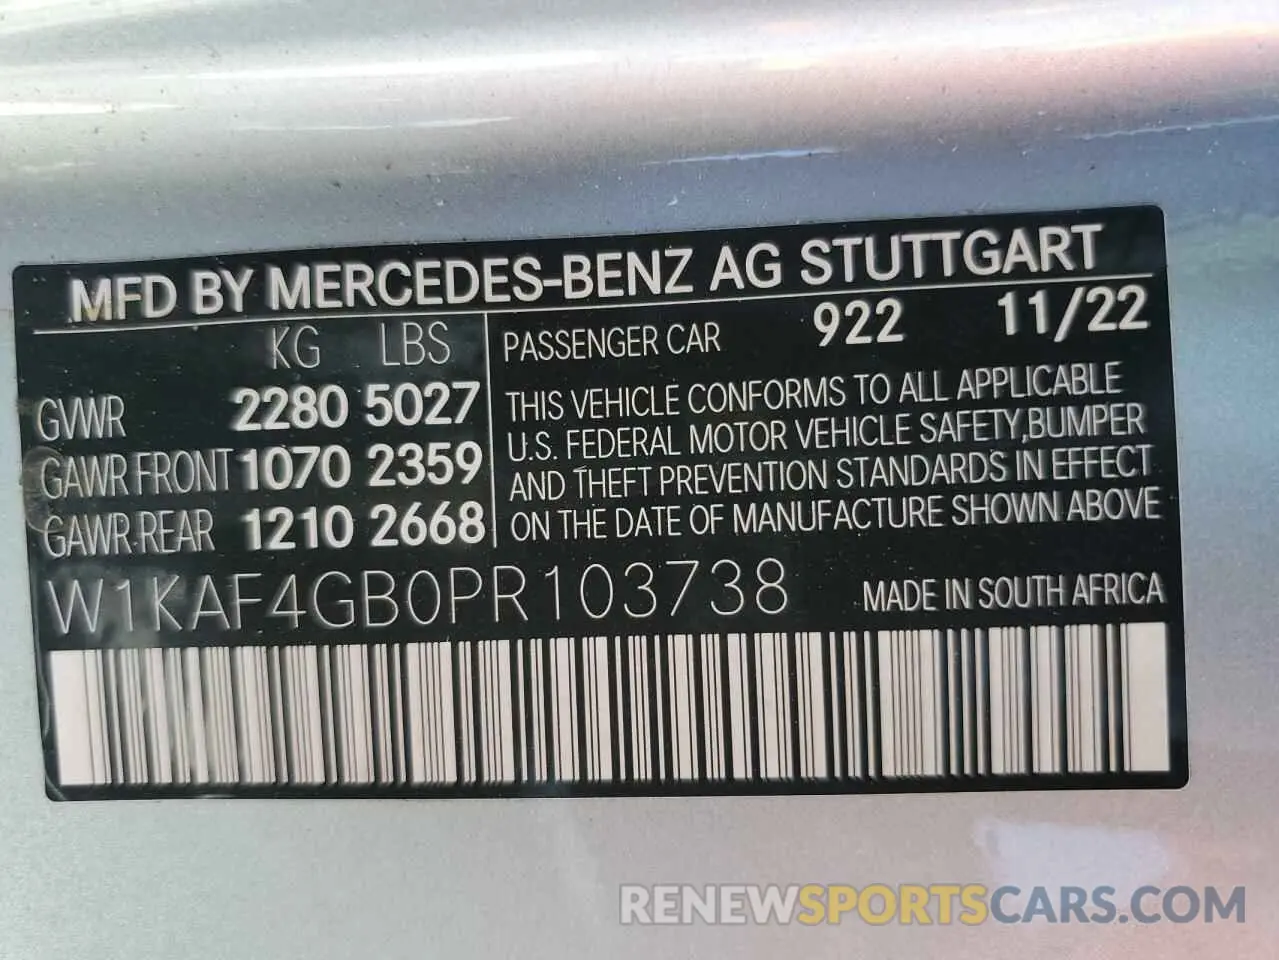 MFD BY MERCEDES-BENZ AG STUTTGART
KG LBS
GVWR 2280 5027
GAWR FRONT 1070 2359
GAWR REAR 1210 2668
PASSENGER CAR 922 11/22
THIS VEHICLE CONFORMS TO ALL APPLICABLE
U.S. FEDERAL MOTOR VEHICLE SAFETY,BUMPER
AND THEFT PREVENTION STANDARDS IN EFFECT
ON THE DATE OF MANUFACTURE SHOWN ABOVE
W1KAF4GB0PR103738 MADE IN SOUTH AFRICA
RENEWSPORTSCARS.COM